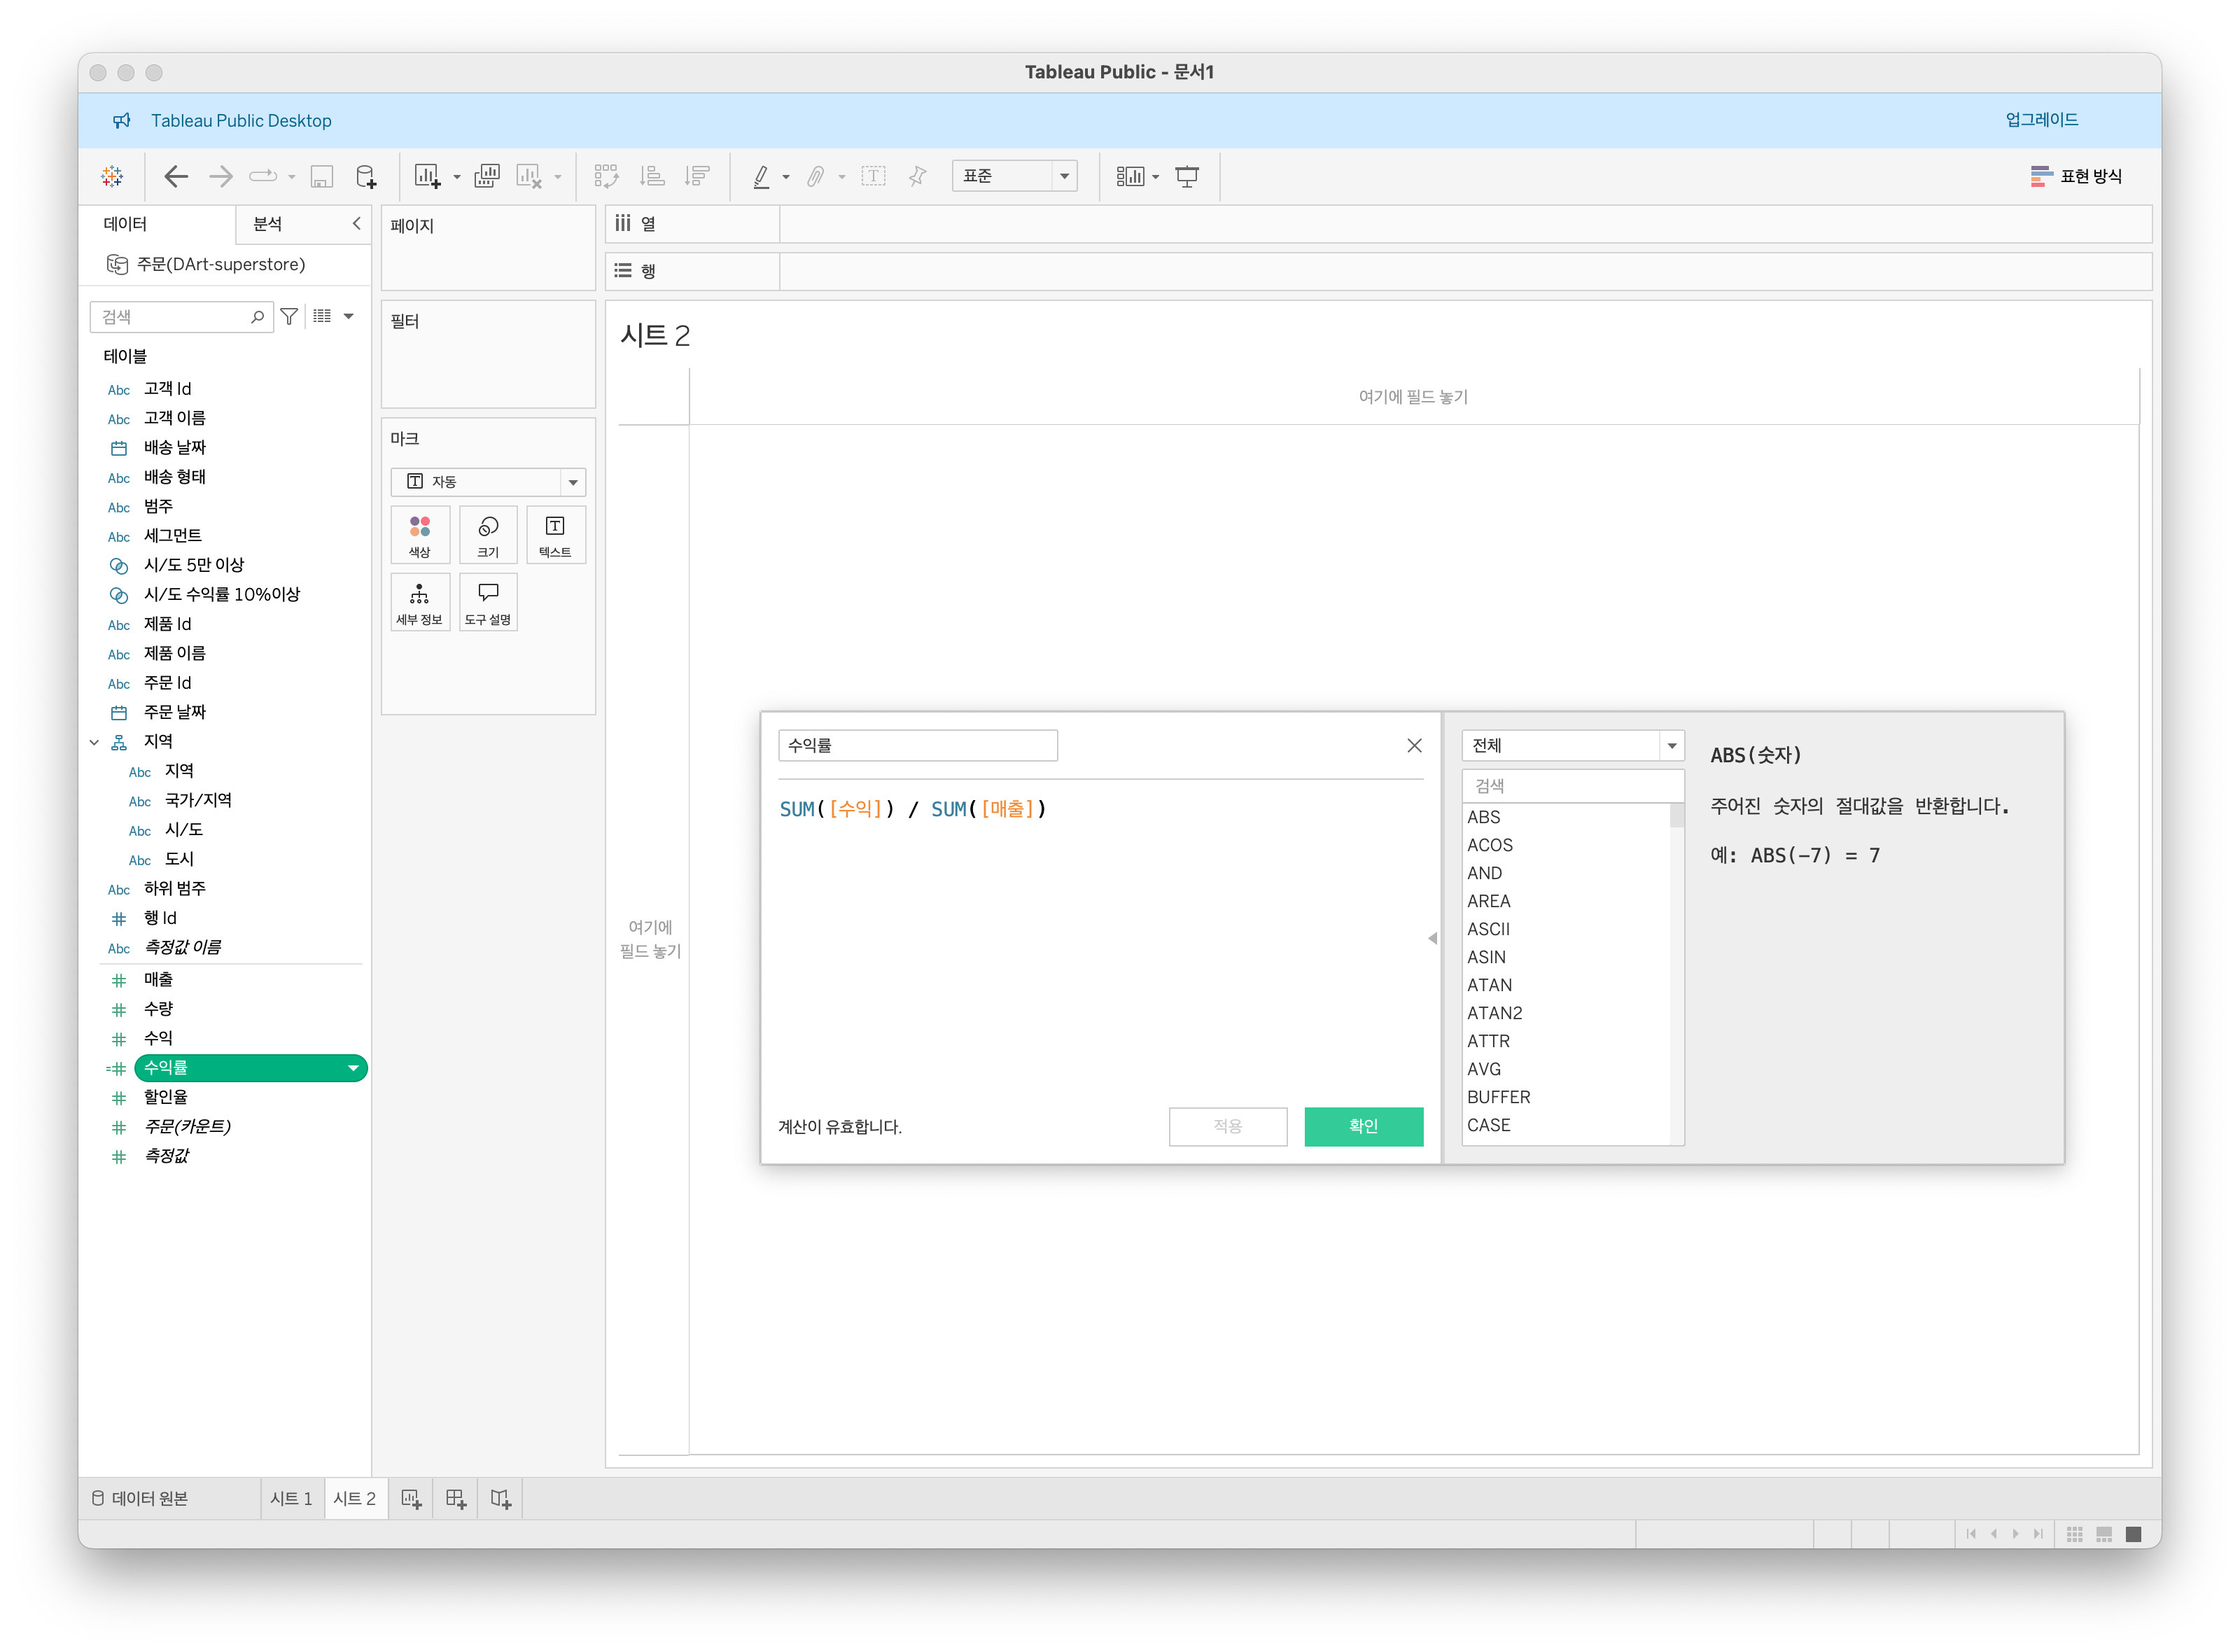 Tableau Public - 문서1
Tableau Public Desktop
업그레이드
표준
표현 방식
데이터
분석
주문(DArt-superstore)
검색
테이블
Abc 고객 Id
Abc 고객 이름
배송 날짜
Abc 배송 형태
Abc 범주
Abc 세그먼트
시/도 5만 이상
시/도 수익률 10%이상
Abc 제품 Id
Abc 제품 이름
Abc 주문 Id
주문 날짜
지역
Abc 지역
Abc 국가/지역
Abc 시/도
Abc 도시
Abc 하위 범주
# 행 Id
Abc 측정값 이름
# 매출
# 수량
# 수익
=# 수익률
# 할인율
# 주문(카운트)
# 측정값
페이지
필터
마크
T 자동
색상
크기
T
텍스트
세부 정보
도구 설명
열
행
시트 2
여기에 필드 놓기
여기에
필드 놓기
수익률
SUM([수익]) / SUM([매출])
계산이 유효합니다.
적용
확인
전체
검색
ABS
ACOS
AND
AREA
ASCII
ASIN
ATAN
ATAN2
ATTR
AVG
BUFFER
CASE
ABS(숫자)
주어진 숫자의 절대값을 반환합니다.
예: ABS(-7) = 7
데이터 원본
시트 1
시트 2